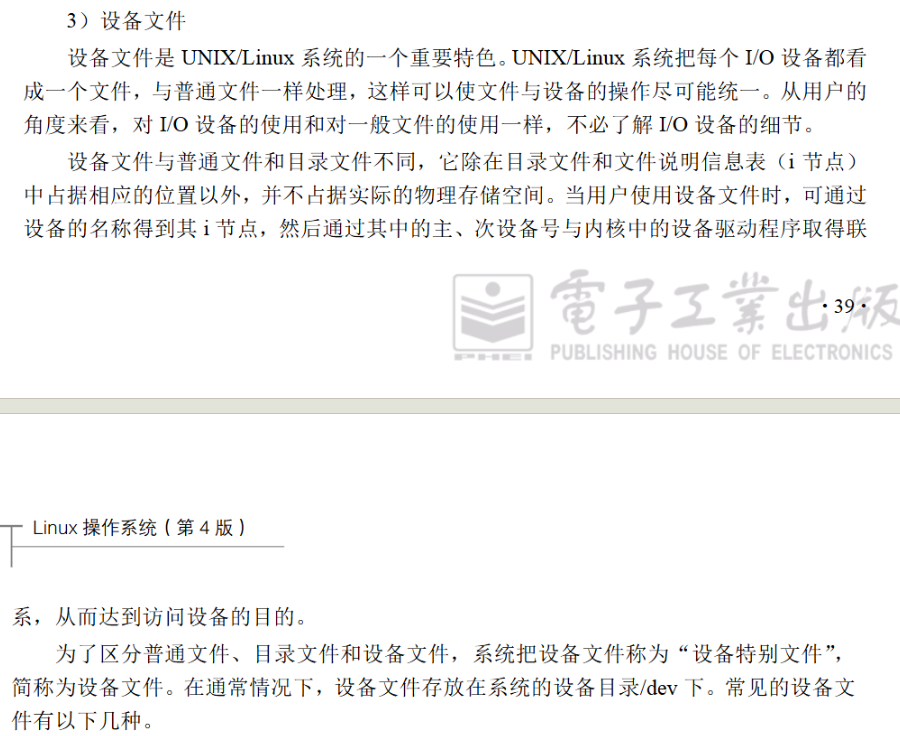 3）设备文件
设备文件是 UNIX/Linux 系统的一个重要特色。UNIX/Linux 系统把每个 I/O 设备都看
成一个文件，与普通文件一样处理，这样可以使文件与设备的操作尽可能统一。从用户的
角度来看，对 I/O 设备的使用和对一般文件的使用一样，不必了解 I/O 设备的细节。
设备文件与普通文件和目录文件不同，它除在目录文件和文件说明信息表（i 节点）
中占据相应的位置以外，并不占据实际的物理存储空间。当用户使用设备文件时，可通过
设备的名称得到其 i 节点，然后通过其中的主、次设备号与内核中的设备驱动程序取得联
電子工業出版
·39·
PHEI
PUBLISHING HOUSE OF ELECTRONICS
Linux 操作系统（第 4 版）
系，从而达到访问设备的目的。
为了区分普通文件、目录文件和设备文件，系统把设备文件称为“设备特别文件”，
简称为设备文件。在通常情况下，设备文件存放在系统的设备目录/dev 下。常见的设备文
件有以下几种。